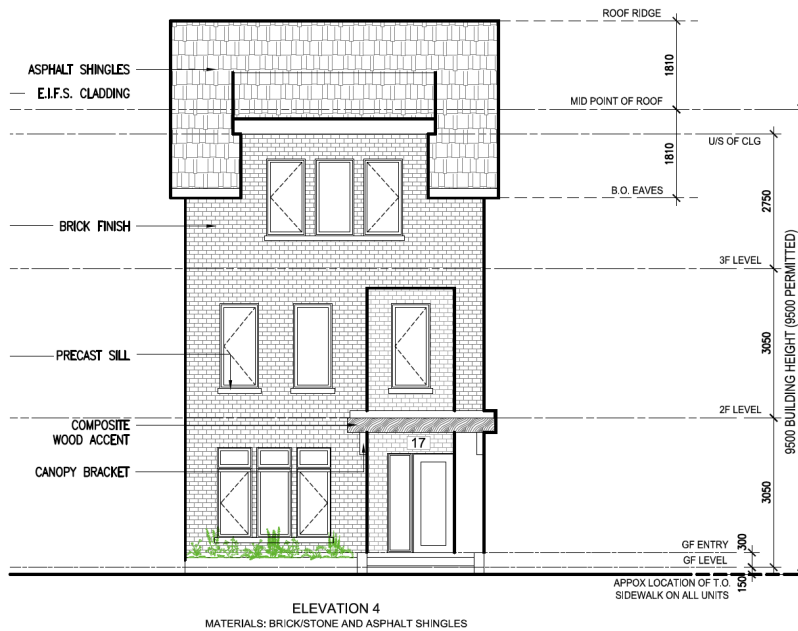 ROOF RIDGE
ASPHALT SHINGLES
1810
E.I.F.S. CLADDING
MID POINT OF ROOF
U/S OF CLG
1810
B.O. EAVES
2750
BRICK FINISH
3F LEVEL
9500 BUILDING HEIGHT (9500 PERMITTED)
3050
PRECAST SILL
2F LEVEL
COMPOSITE
WOOD ACCENT
17
CANOPY BRACKET
3050
GF ENTRY
300
GF LEVEL
150
APPOX LOCATION OF T.O.
SIDEWALK ON ALL UNITS
ELEVATION 4
MATERIALS: BRICK/STONE AND ASPHALT SHINGLES